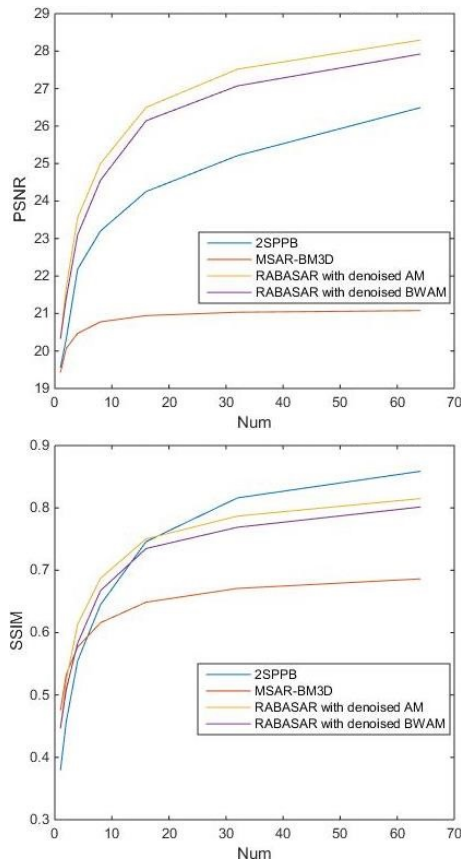 29
28
27
26
25
24
23
22
21
20
19
PSNR
2SPPB
MSAR-BM3D
RABASAR with denoised AM
RABASAR with denoised BWAM
0 10 20 30 40 50 60 70
Num
0.9
0.8
0.7
0.6
0.5
0.4
0.3
SSIM
2SPPB
MSAR-BM3D
RABASAR with denoised AM
RABASAR with denoised BWAM
0 10 20 30 40 50 60 70
Num